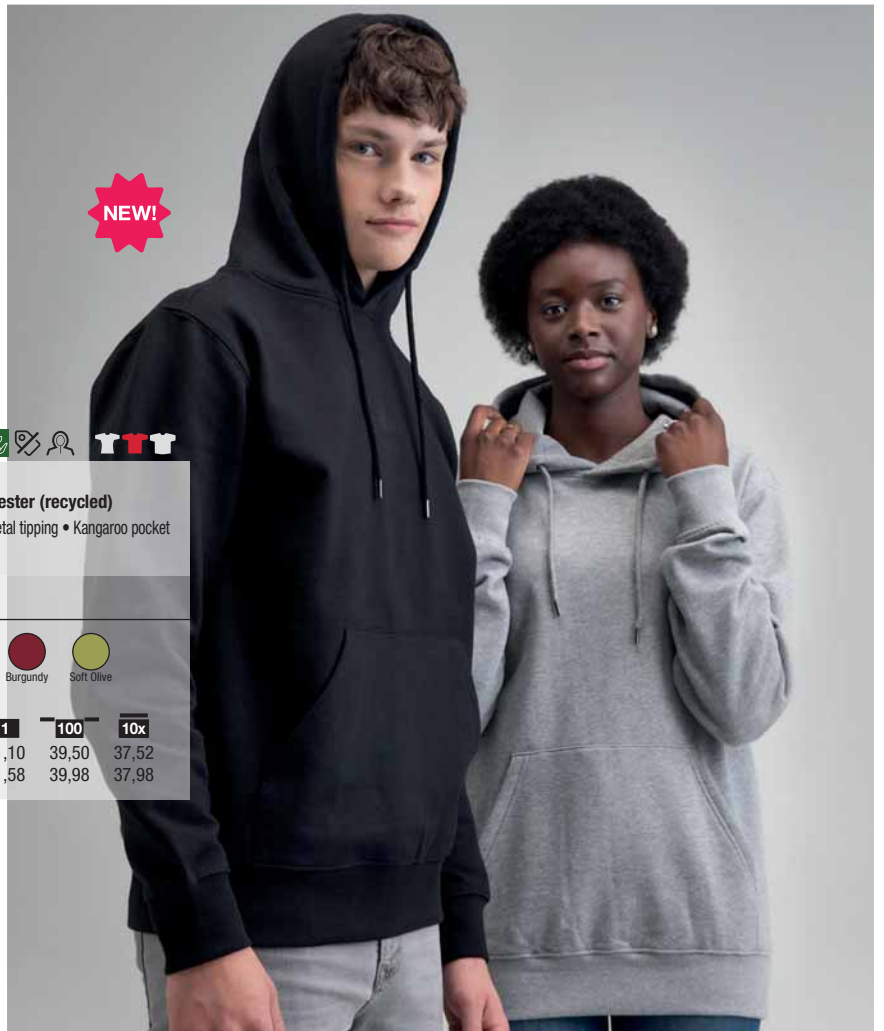 NEW!
ester (recycled)
etal tipping • Kangaroo pocket
Burgundy Soft Olive
1 100 10x
,10 39,50 37,52
,58 39,98 37,98